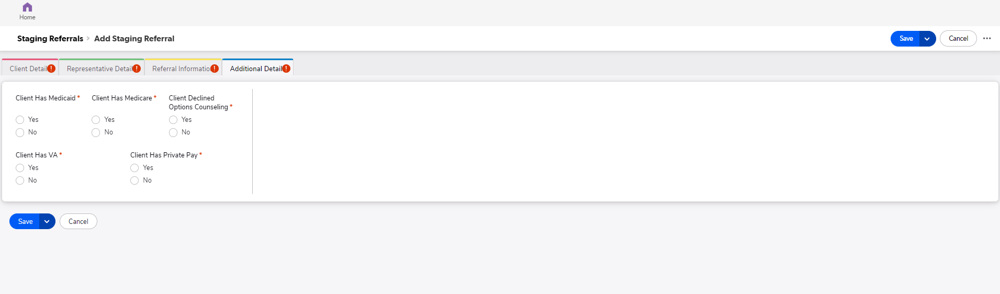 Home
Staging Referrals > Add Staging Referral
Save
Cancel
...
Client Detail !
Representative Detail !
Referral Informatio !
Additional Detail !
Client Has Medicaid *
Yes
No
Client Has Medicare *
Yes
No
Client Declined
Options Counseling *
Yes
No
Client Has VA *
Yes
No
Client Has Private Pay *
Yes
No
Save
Cancel